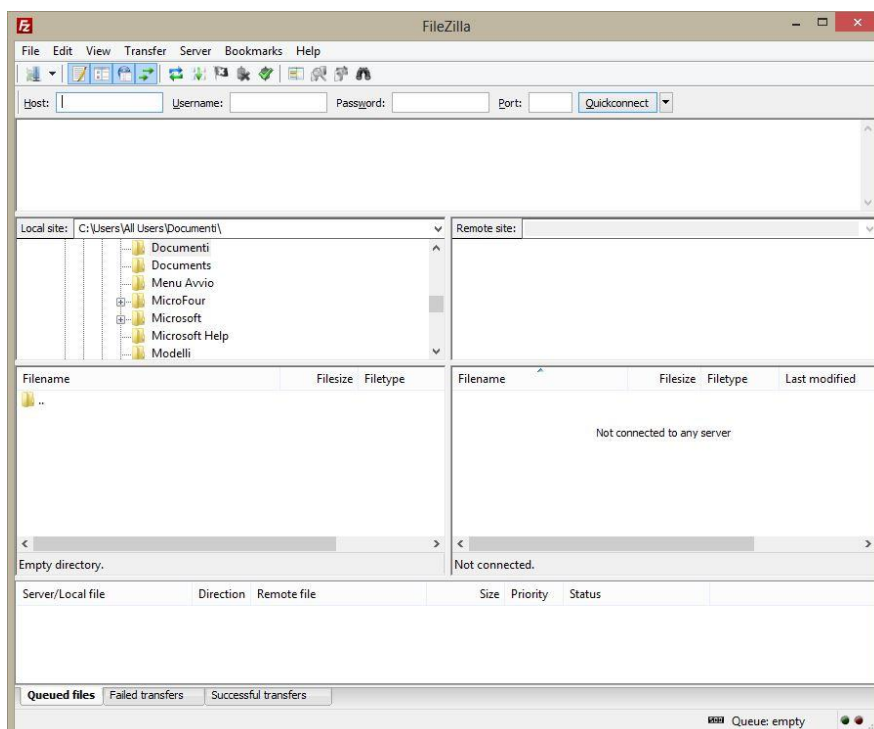 Fz FileZilla
File Edit View Transfer Server Bookmarks Help
Host: Username: Password: Port: Quickconnect
Local site: C:\Users\All Users\Documenti\
Remote site:
Documenti
Documents
Menu Avvio
MicroFour
Microsoft
Microsoft Help
Modelli
Filename Filesize Filetype
..
Empty directory.
Filename Filesize Filetype Last modified
Not connected to any server
Not connected.
Server/Local file Direction Remote file Size Priority Status
Queued files Failed transfers Successful transfers
Queue: empty